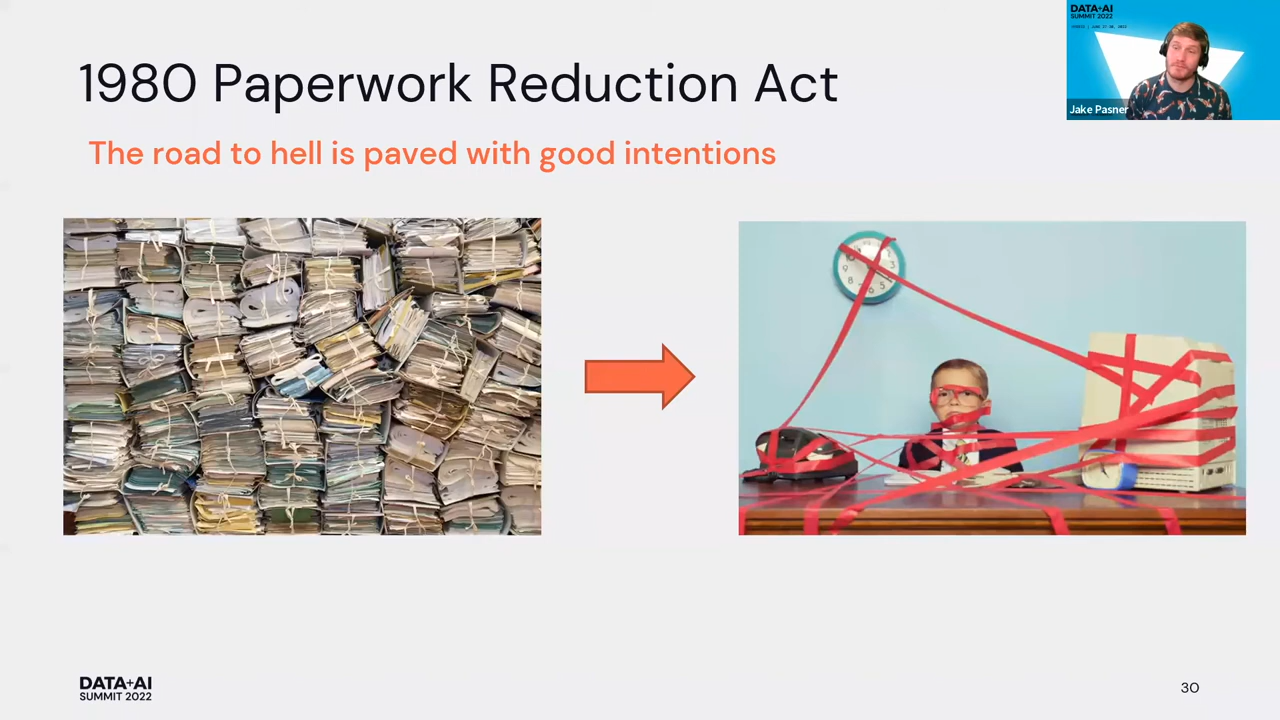 1980 Paperwork Reduction Act
The road to hell is paved with good intentions
DATA+AI
SUMMIT 2022
Jake Pasner
DATA+AI
SUMMIT 2022
30